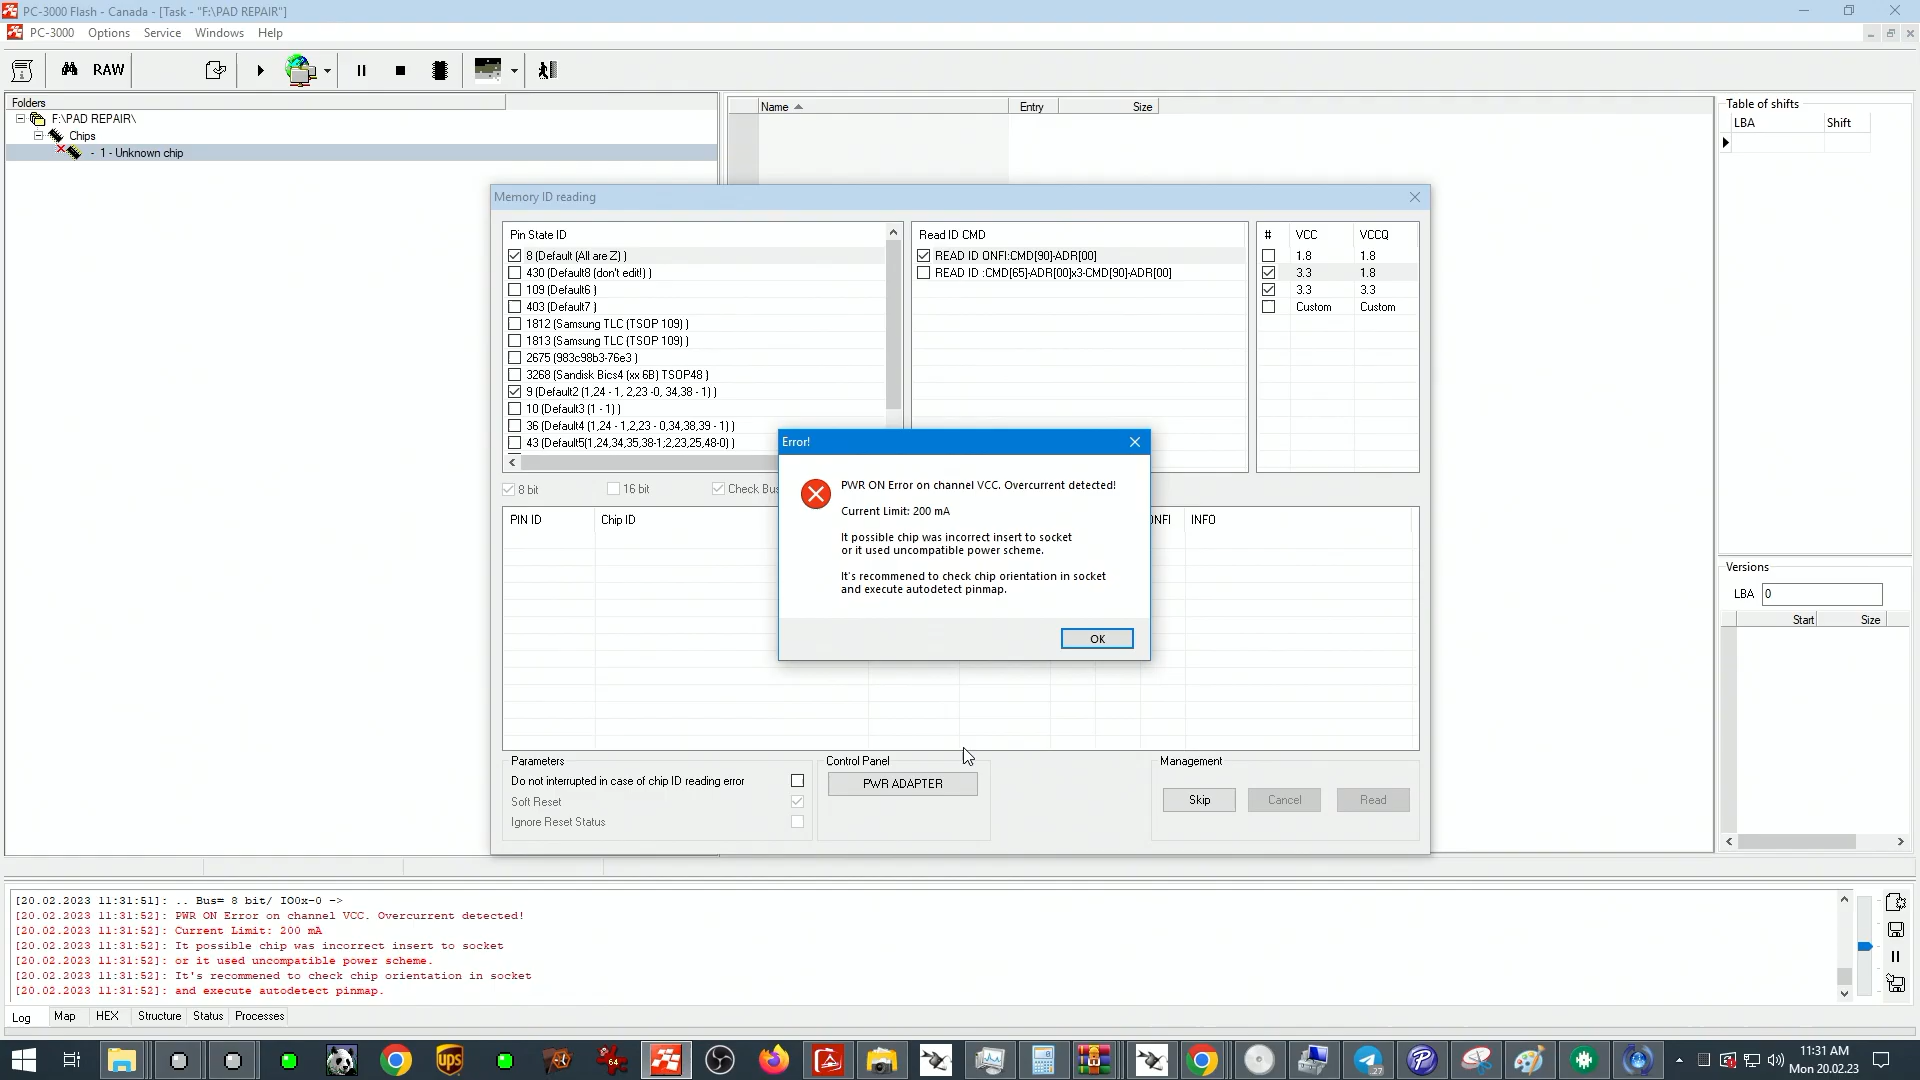 PC-3000 Flash - Canada - [Task - "F:\PAD REPAIR"]
PC-3000 Options Service Windows Help
RAW
Folders
F:\PAD REPAIR\
Chips
- 1 - Unknown chip
Name Entry Size
Table of shifts
LBA Shift
Memory ID reading
Pin State ID
8 (Default (All are Z) )
430 (Default8 (don't edit!) )
109 (Default6 )
403 (Default7 )
1812 (Samsung TLC (TSOP 109) )
1813 (Samsung TLC (TSOP 109) )
2675 (983c98b3-76e3 )
3268 (Sandisk Bics4 (xx 6B) TSOP48 )
9 (Default2 (1,24 - 1, 2,23 -0, 34,38 - 1) )
10 (Default3 (1 - 1) )
36 (Default4 (1,24 - 1,2,23 - 0,34,38,39 - 1) )
43 (Default5(1,24,34,35,38-1;2,23,25,48-0) )
Read ID CMD
READ ID ONFI:CMD[90]-ADR[00]
READ ID :CMD[65]-ADR[00]x3-CMD[90]-ADR[00]
# VCC VCCQ
1.8 1.8
3.3 1.8
3.3 3.3
Custom Custom
8 bit 16 bit Check Bus
PIN ID Chip ID ONFI INFO
Error!
PWR ON Error on channel VCC. Overcurrent detected!
Current Limit: 200 mA
It possible chip was incorrect insert to socket
or it used uncompatible power scheme.
It's recommened to check chip orientation in socket
and execute autodetect pinmap.
OK
Parameters
Do not interrupted in case of chip ID reading error
Soft Reset
Ignore Reset Status
Control Panel
PWR ADAPTER
Management
Skip Cancel Read
Versions
LBA 0
Start Size
[20.02.2023 11:31:51]: .. Bus= 8 bit/ IO0x-0 ->
[20.02.2023 11:31:52]: PWR ON Error on channel VCC. Overcurrent detected!
[20.02.2023 11:31:52]: Current Limit: 200 mA
[20.02.2023 11:31:52]: It possible chip was incorrect insert to socket
[20.02.2023 11:31:52]: or it used uncompatible power scheme.
[20.02.2023 11:31:52]: It's recommened to check chip orientation in socket
[20.02.2023 11:31:52]: and execute autodetect pinmap.
Log Map HEX Structure Status Processes
ups
64
27
11:31 AM
Mon 20.02.23